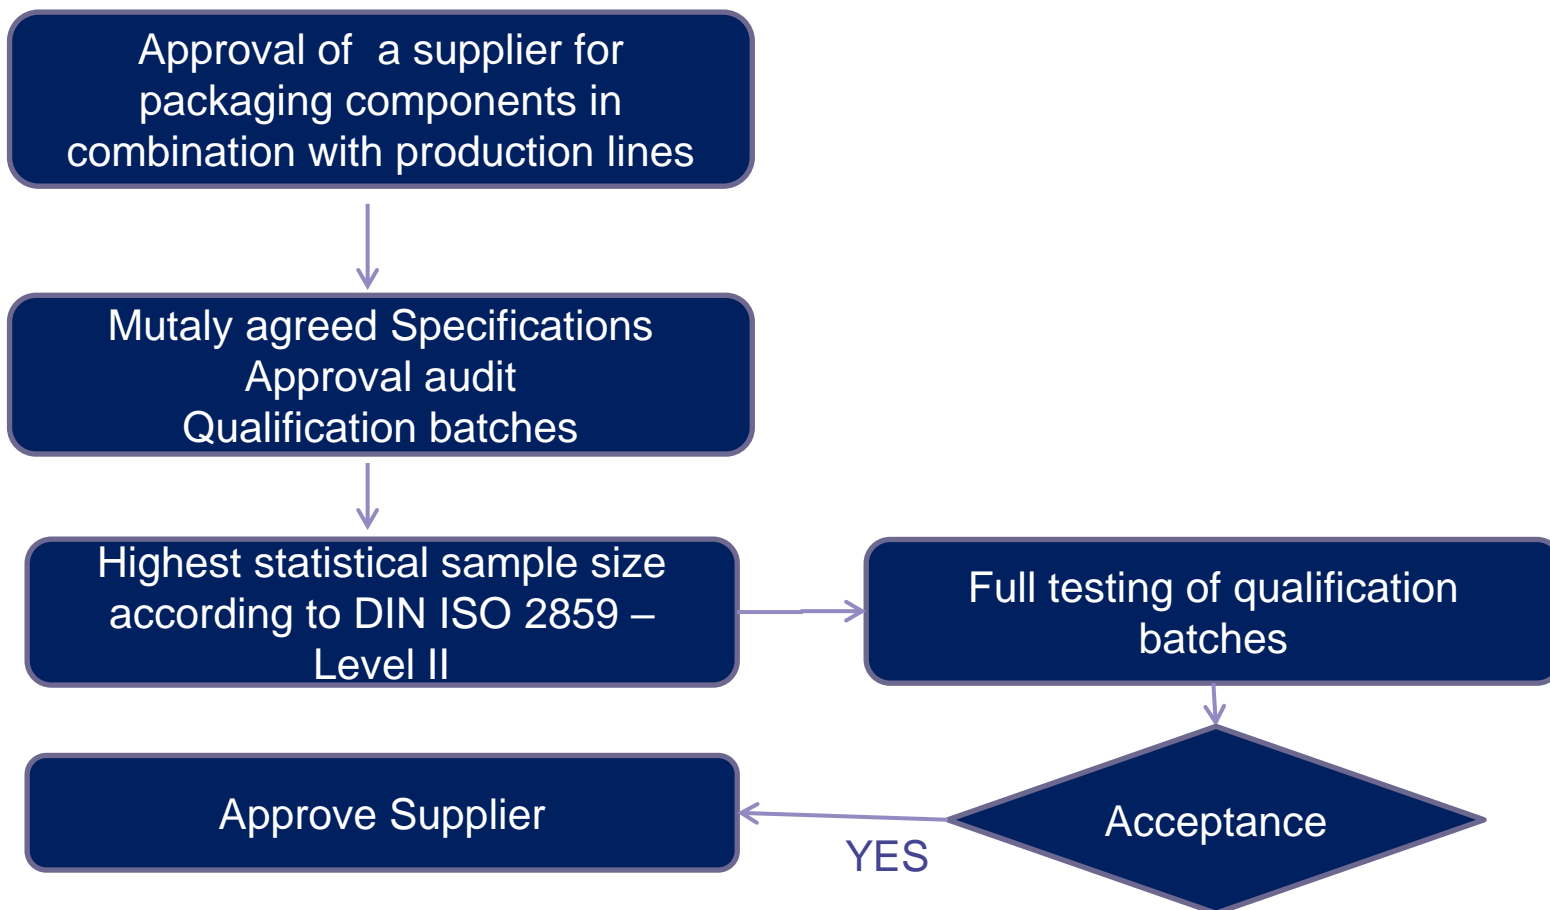 Approval of  a supplier for
packaging components in
combination with production lines
Mutaly agreed Specifications
Approval audit
Qualification batches
Highest statistical sample size
according to DIN ISO 2859 –
Level II
Full testing of qualification
batches
Acceptance
YES
Approve Supplier